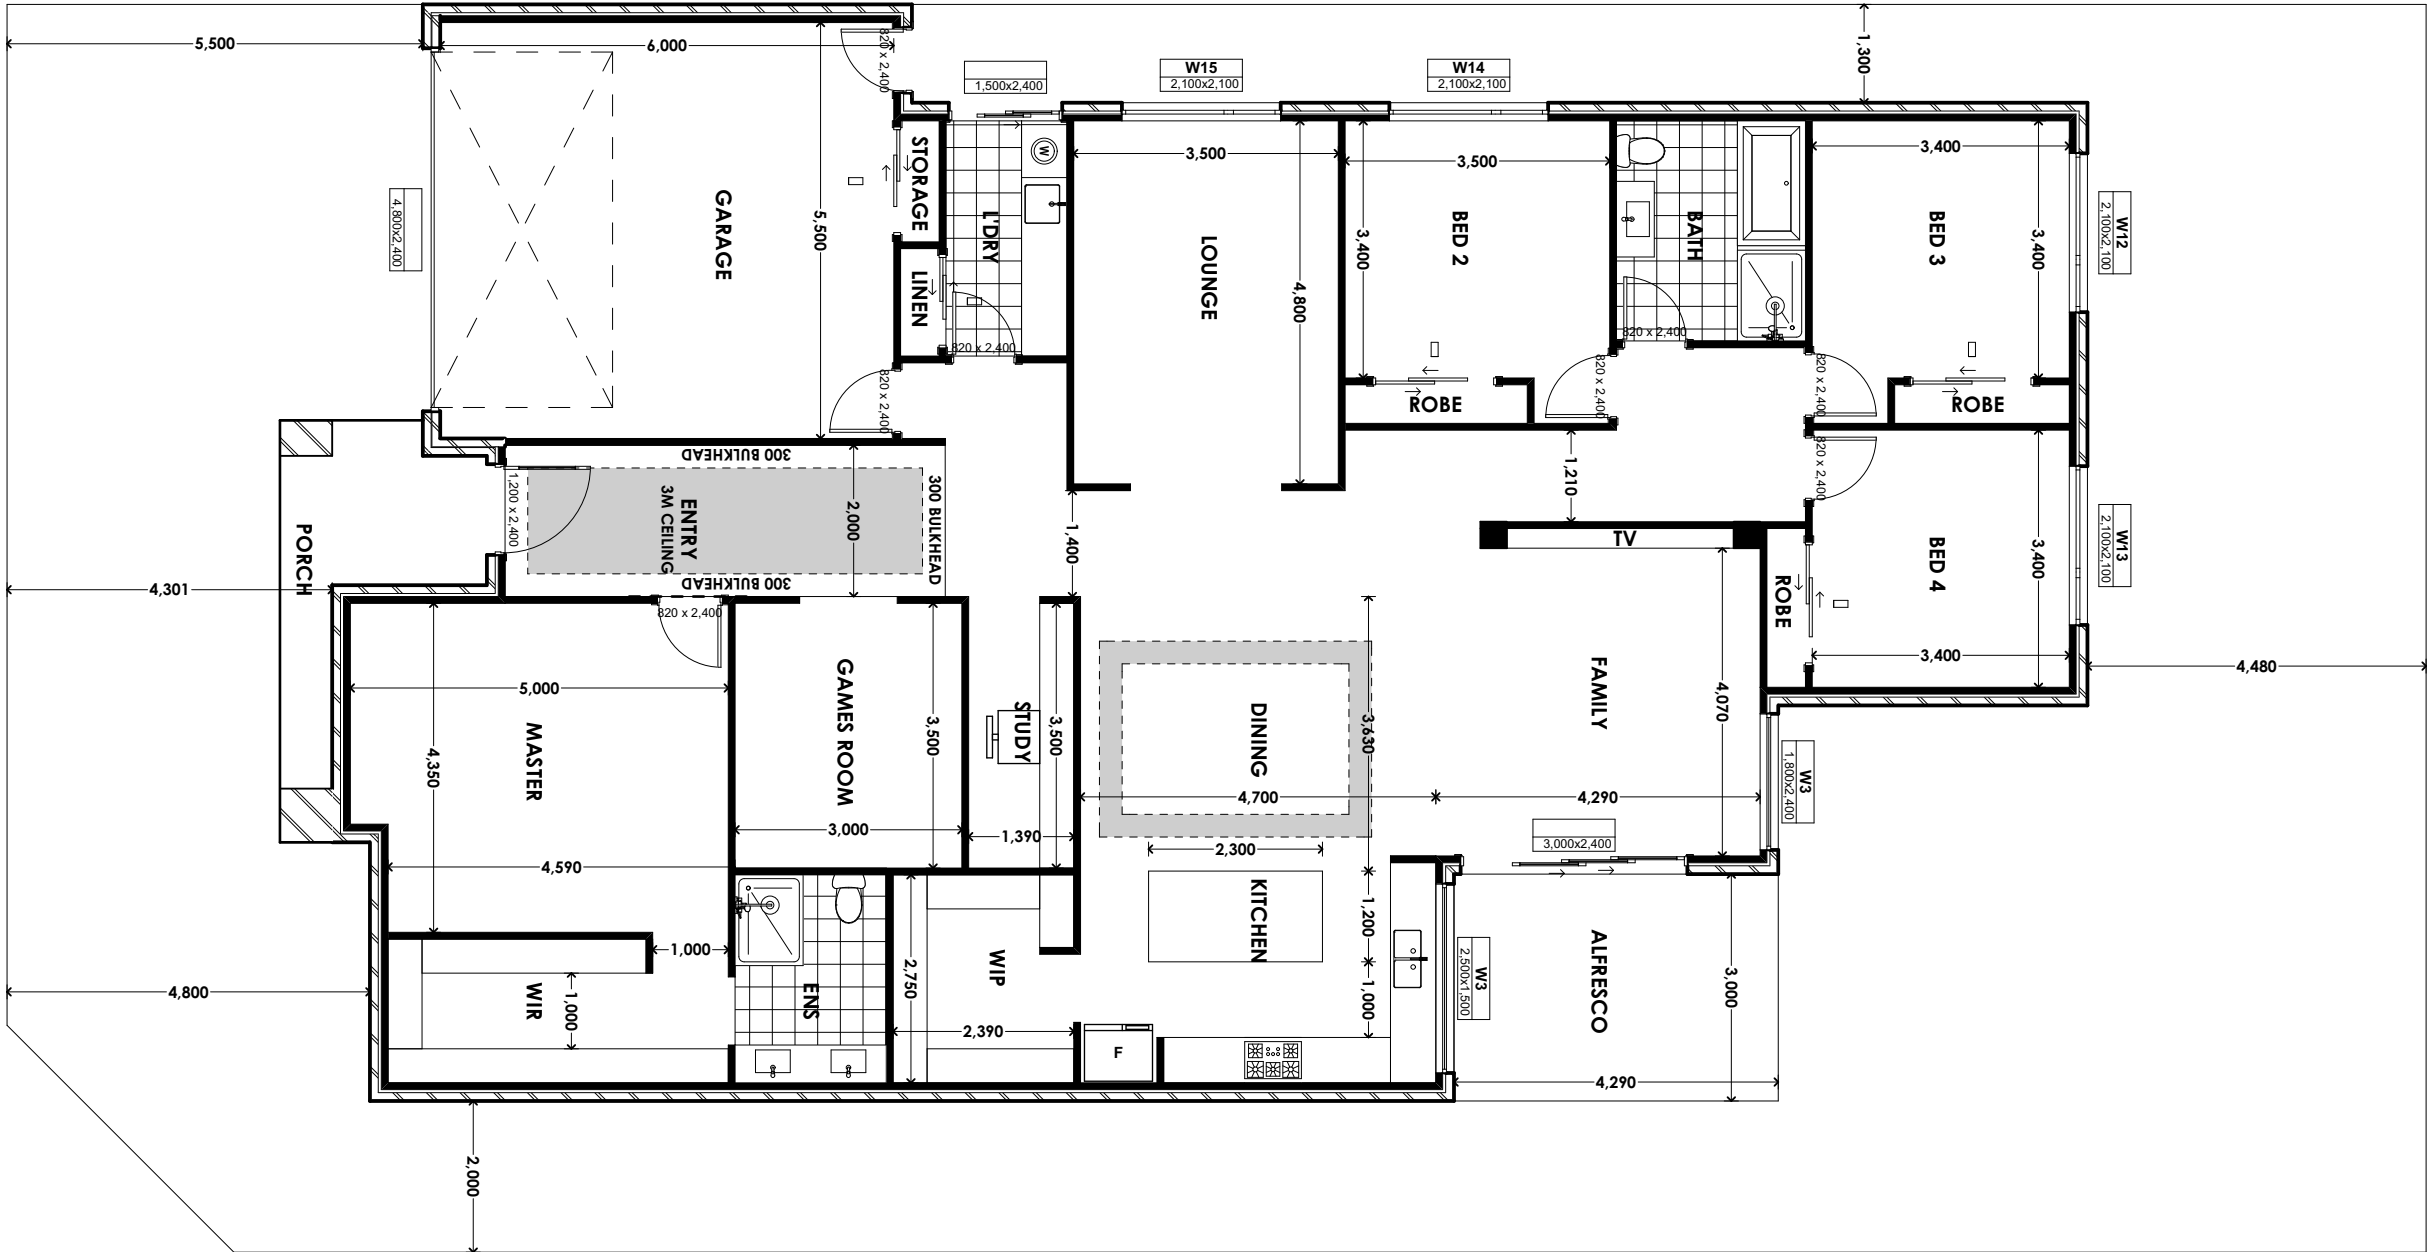 5,500
6,000
820 x 2,400
1,300
1,500x2,400
W15
2,100x2,100
W14
2,100x2,100
W12
2,100x2,100
4,800x2,400
GARAGE
5,500
STORAGE
LINEN
L'DRY
W
820 x 2,400
820 x 2,400
3,500
LOUNGE
4,800
3,500
BED 2
3,400
ROBE
820 x 2,400
BATH
820 x 2,400
3,400
BED 3
3,400
ROBE
820 x 2,400
820 x 2,400
1,210
W13
2,100x2,100
BED 4
3,400
3,400
ROBE
4,480
PORCH
1,200 x 2,400
300 BULKHEAD
ENTRY
3M CEILING
300 BULKHEAD
300 BULKHEAD
2,000
1,400
4,301
820 x 2,400
5,000
MASTER
4,350
4,590
GAMES ROOM
3,500
3,000
STUDY
3,500
1,390
DINING
3,630
4,700
TV
FAMILY
4,070
4,290
W3
1,800x2,400
3,000x2,400
2,300
KITCHEN
1,200
1,000
W3
2,500x1,500
ALFRESCO
3,000
4,290
4,800
WIR
1,000
1,000
ENS
2,750
WIP
2,390
F
2,000